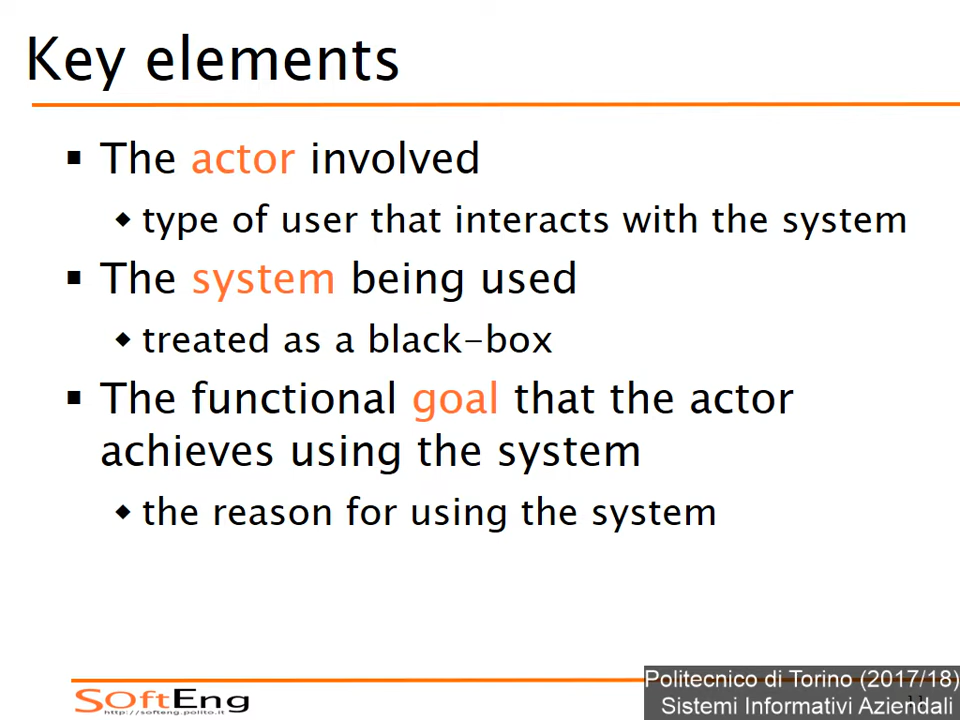 Key elements
▪ The actor involved
◆ type of user that interacts with the system
▪ The system being used
◆ treated as a black-box
▪ The functional goal that the actor
achieves using the system
◆ the reason for using the system
SOftEng
http://softeng.polito.it
Politecnico di Torino (2017/18)
Sistemi Informativi Aziendali